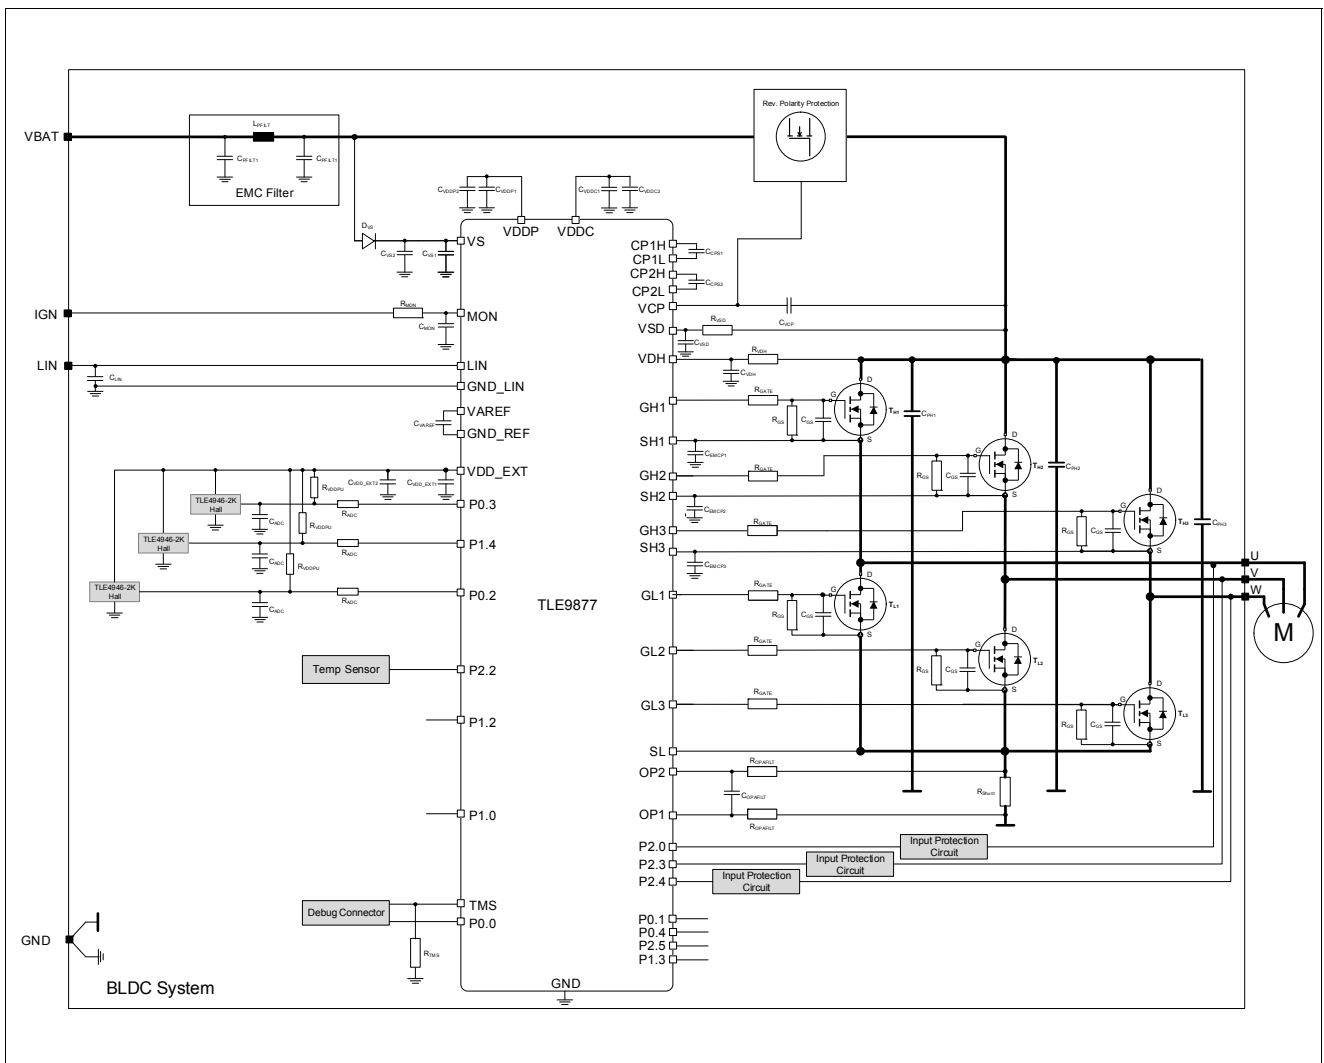 Rev. Polarity Protection
VBAT
LPFILT
CPFILT1
CPFILT1
EMC Filter
CVDDP2
CVDDP1
CVDDC1
CVDDC2
VDDP
VDDC
DVS
CVS2
CVS1
VS
CP1H
CCPS1
CP1L
CP2H
CCPS2
CP2L
VCP
CVCP
IGN
RMON
CMON
MON
VSD
RVSD
CVSD
LIN
CLIN
LIN
GND_LIN
VDH
RVDH
CVDH
VAREF
CVAREF
GND_REF
GH1
RGATE
RGS
CGS
G
D
S
TH1
CPH1
SH1
CEMCP1
GH2
RGATE
RGS
CGS
G
D
S
TH2
CPH2
SH2
CEMCP2
GH3
RGATE
RGS
CGS
G
D
S
TH3
CPH3
SH3
CEMCP3
VDD_EXT
CVDD_EXT2
CVDD_EXT1
RVDDPU
TLE4946-2K
Hall
CADC
RADC
P0.3
RVDDPU
TLE4946-2K
Hall
CADC
RADC
P1.4
RVDDPU
TLE4946-2K
Hall
CADC
RADC
P0.2
TLE9877
U
V
W
M
GL1
RGATE
RGS
CGS
G
D
S
TL1
GL2
RGATE
RGS
CGS
G
D
S
TL2
GL3
RGATE
RGS
CGS
G
D
S
TL3
Temp Sensor
P2.2
P1.2
P1.0
SL
OP2
ROPAFILT
COPAFILT
RShunt
OP1
ROPAFILT
P2.0
Input Protection
Circuit
P2.3
Input Protection
Circuit
P2.4
Input Protection
Circuit
Debug Connector
TMS
P0.0
RTMS
P0.1
P0.4
P2.5
P1.3
GND
GND
BLDC System